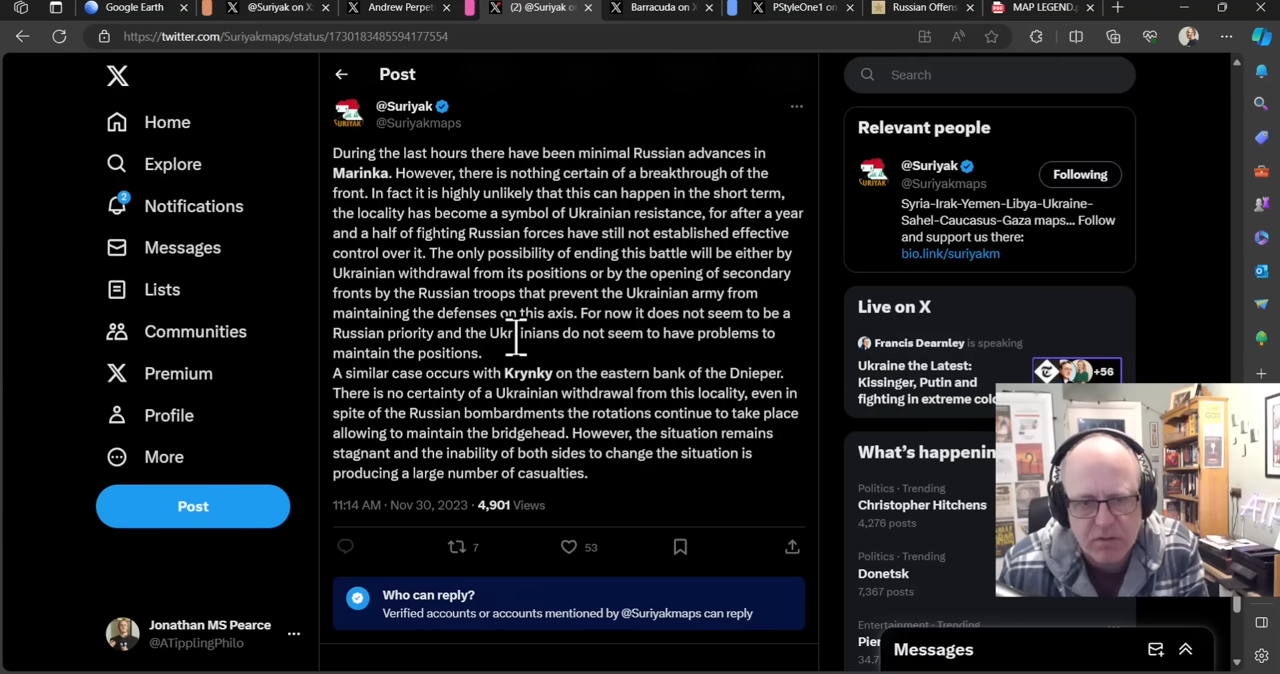 Google Earth
@Suriyak on X
Andrew Perpet
(2) @Suriyak on
Barracuda on X
PStyleOne1 on
Russian Offens
MAP LEGEND.p
https://twitter.com/Suriyakmaps/status/1730183485594177554
Home
Explore
2
Notifications
Messages
Lists
Communities
Premium
Profile
More
Post
Jonathan MS Pearce
@ATipplingPhilo
Post
@Suriyak
@Suriyakmaps
During the last hours there have been minimal Russian advances in
Marinka. However, there is nothing certain of a breakthrough of the
front. In fact it is highly unlikely that this can happen in the short term,
the locality has become a symbol of Ukrainian resistance, for after a year
and a half of fighting Russian forces have still not established effective
control over it. The only possibility of ending this battle will be either by
Ukrainian withdrawal from its positions or by the opening of secondary
fronts by the Russian troops that prevent the Ukrainian army from
maintaining the defenses on this axis. For now it does not seem to be a
Russian priority and the Ukrainians do not seem to have problems to
maintain the positions.
A similar case occurs with Krynky on the eastern bank of the Dnieper.
There is no certainty of a Ukrainian withdrawal from this locality, even in
spite of the Russian bombardments the rotations continue to take place
allowing to maintain the bridgehead. However, the situation remains
stagnant and the inability of both sides to change the situation is
producing a large number of casualties.
11:14 AM · Nov 30, 2023 · 4,901 Views
7
53
Who can reply?
Verified accounts or accounts mentioned by @Suriyakmaps can reply
Search
Relevant people
@Suriyak
@Suriyakmaps
Following
Syria-Irak-Yemen-Libya-Ukraine-
Sahel-Caucasus-Gaza maps... Follow
and support us there:
bio.link/suriyakm
Live on X
Francis Dearnley is speaking
Ukraine the Latest:
Kissinger, Putin and
fighting in extreme
+56
What's happenin
Politics · Trending
Christopher Hitchens
4,276 posts
Politics · Trending
Donetsk
7,367 posts
Entertainment · Trending
Messages